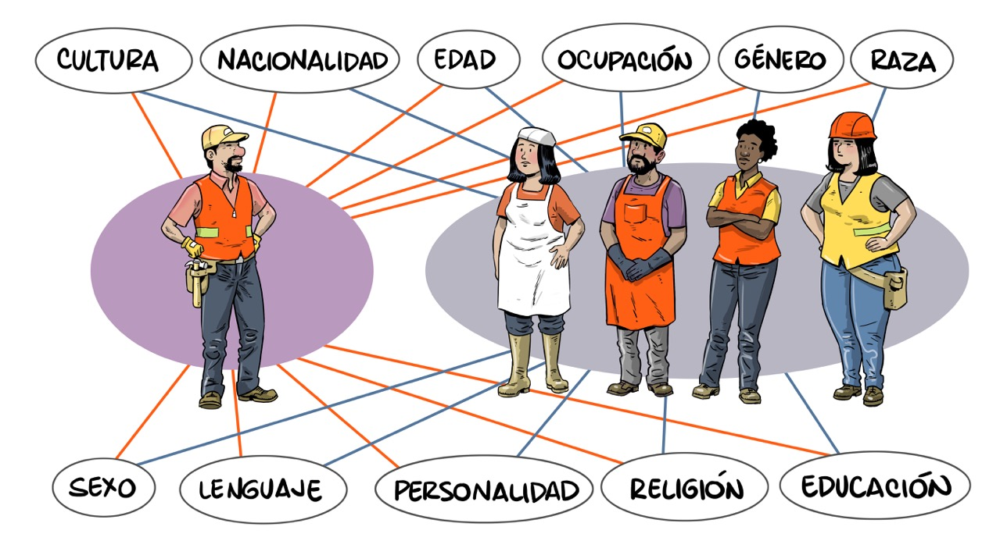 CULTURA
NACIONALIDAD
EDAD
OCUPACIÓN
GÉNERO
RAZA
SEXO
LENGUAJE
PERSONALIDAD
RELIGIÓN
EDUCACIÓN